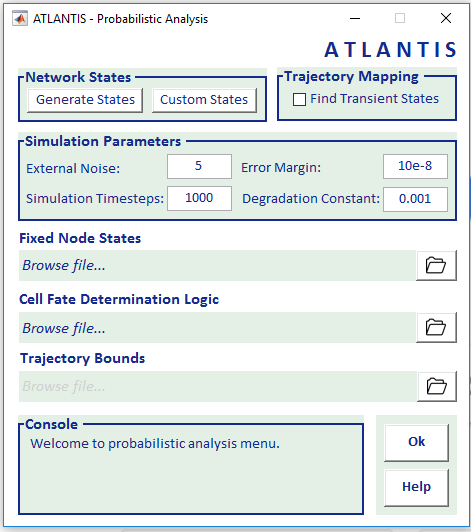 ATLANTIS - Probabilistic Analysis
ATLANTIS
Network States
Generate States
Custom States
Trajectory Mapping
Find Transient States
Simulation Parameters
External Noise: 5 Error Margin: 10e-8
Simulation Timesteps: 1000 Degradation Constant: 0.001
Fixed Node States
Browse file...
Cell Fate Determination Logic
Browse file...
Trajectory Bounds
Browse file...
Console
Welcome to probabilistic analysis menu.
Ok
Help